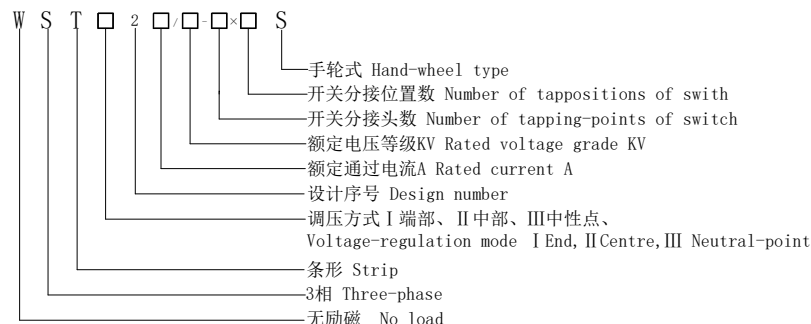 W S T □ 2 □/□-□×□ S
手轮式 Hand-wheel type
开关分接位置数 Number of tappositions of swith
开关分接头数 Number of tapping-points of switch
额定电压等级KV Rated voltage grade KV
额定通过电流A Rated current A
设计序号 Design number
调压方式Ⅰ端部、Ⅱ中部、Ⅲ中性点、
Voltage-regulation mode ⅠEnd,ⅡCentre,Ⅲ Neutral-point
条形 Strip
3相 Three-phase
无励磁 No load